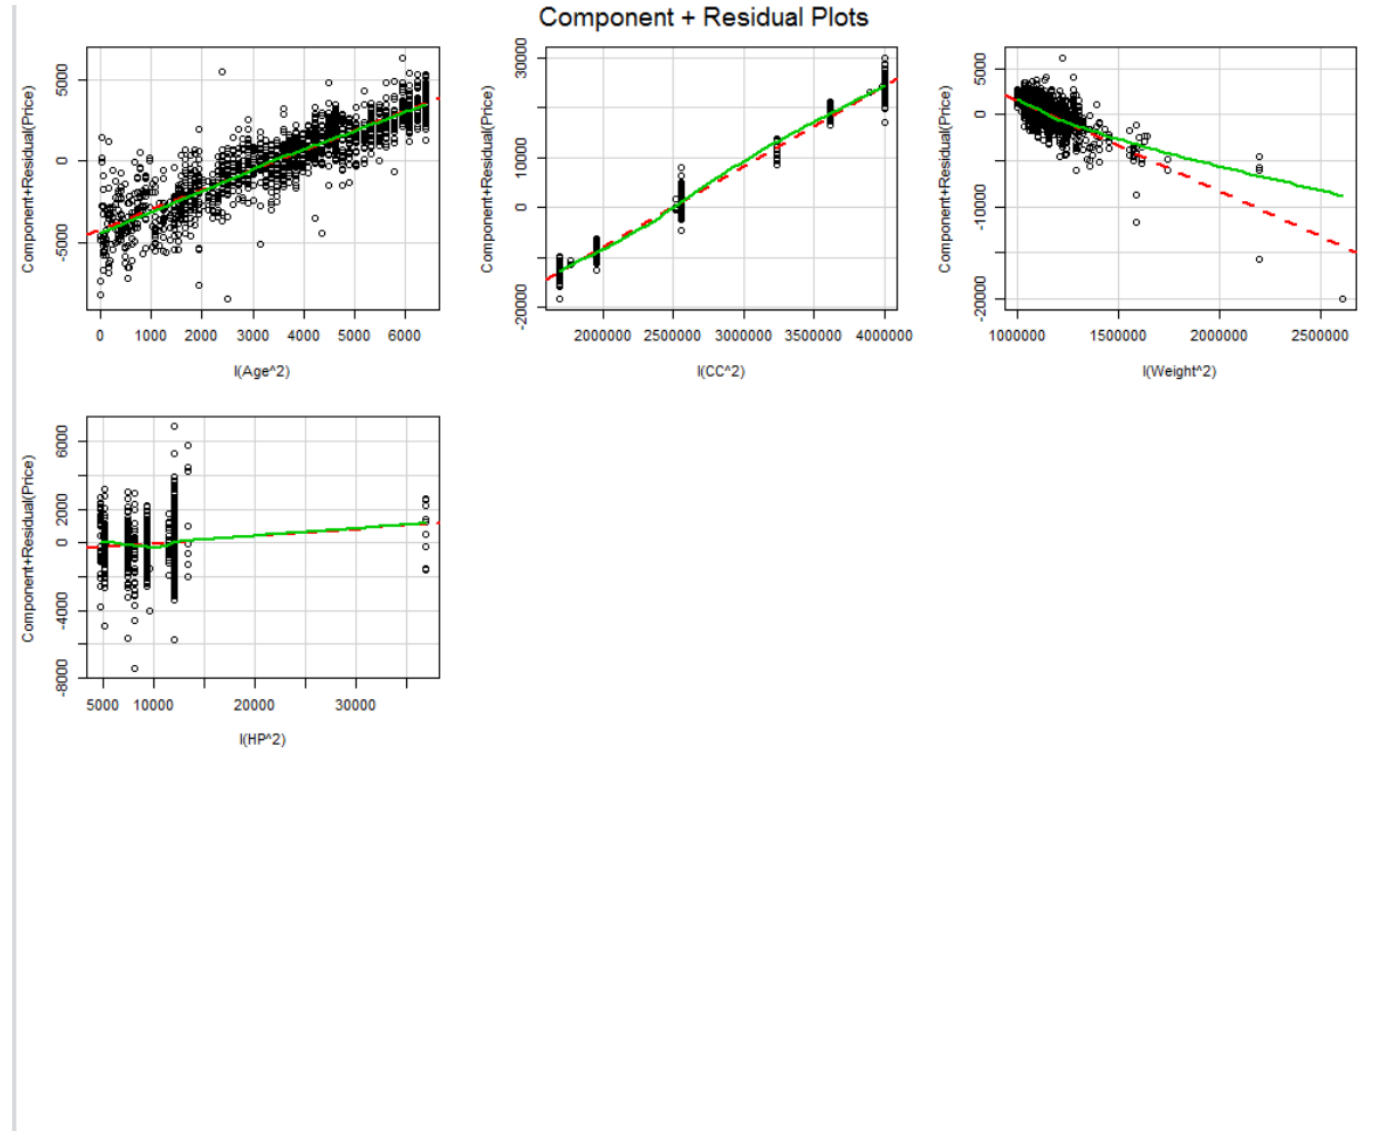 Component + Residual Plots
Component+Residual(Price)
5000
0
-5000
0 1000 2000 3000 4000 5000 6000
I(Age^2)
Component+Residual(Price)
30000
10000
0
-20000
2000000 2500000 3000000 3500000 4000000
I(CC^2)
Component+Residual(Price)
5000
0
-10000
-20000
1000000 1500000 2000000 2500000
I(Weight^2)
Component+Residual(Price)
6000
2000
0
-4000
-8000
5000 10000 20000 30000
I(HP^2)